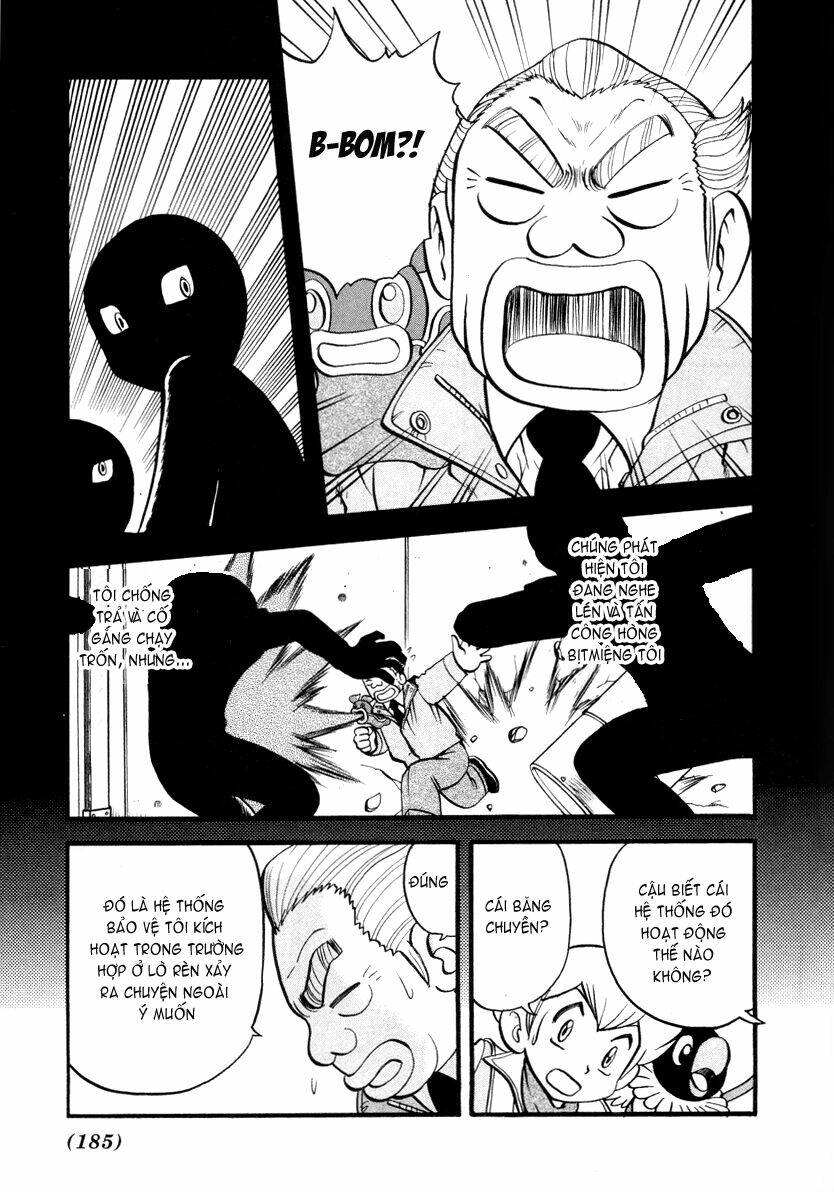 B-BOM?!
CHÚNG PHÁT
HIỆN TÔI
ĐANG NGHE
LÉN VÀ TẤN
CÔNG HÒNG
BỊT MIỆNG TÔI
TÔI CHỐNG
TRẢ VÀ CỐ
GẮNG CHẠY
TRỐN, NHƯNG...
CẬU BIẾT CÁI
HỆ THỐNG ĐÓ
HOẠT ĐỘNG
THẾ NÀO
KHÔNG?
CÁI BĂNG
CHUYỀN?
ĐÚNG
ĐÓ LÀ HỆ THỐNG
BẢO VỆ TÔI KÍCH
HOẠT TRONG TRƯỜNG
HỢP Ở LÒ RÈN XẢY
RA CHUYỆN NGOÀI
Ý MUỐN
(185)